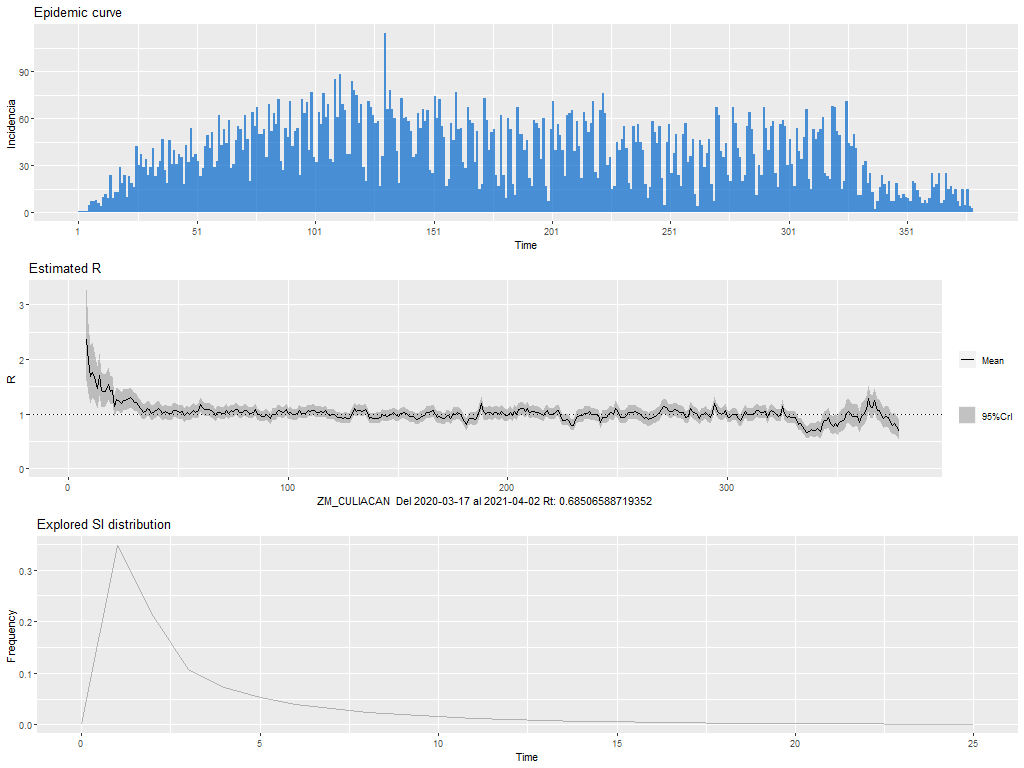 Epidemic curve
Incidencia
90
60
30
0
1
51
101
151
201
251
301
351
Time
Estimated R
R
3
2
1
0
0
100
200
300
Mean
95%CrI
ZM_CULIACAN Del 2020-03-17 al 2021-04-02 Rt: 0.68506588719352
Explored SI distribution
Frequency
0.3
0.2
0.1
0.0
0
5
10
15
20
25
Time